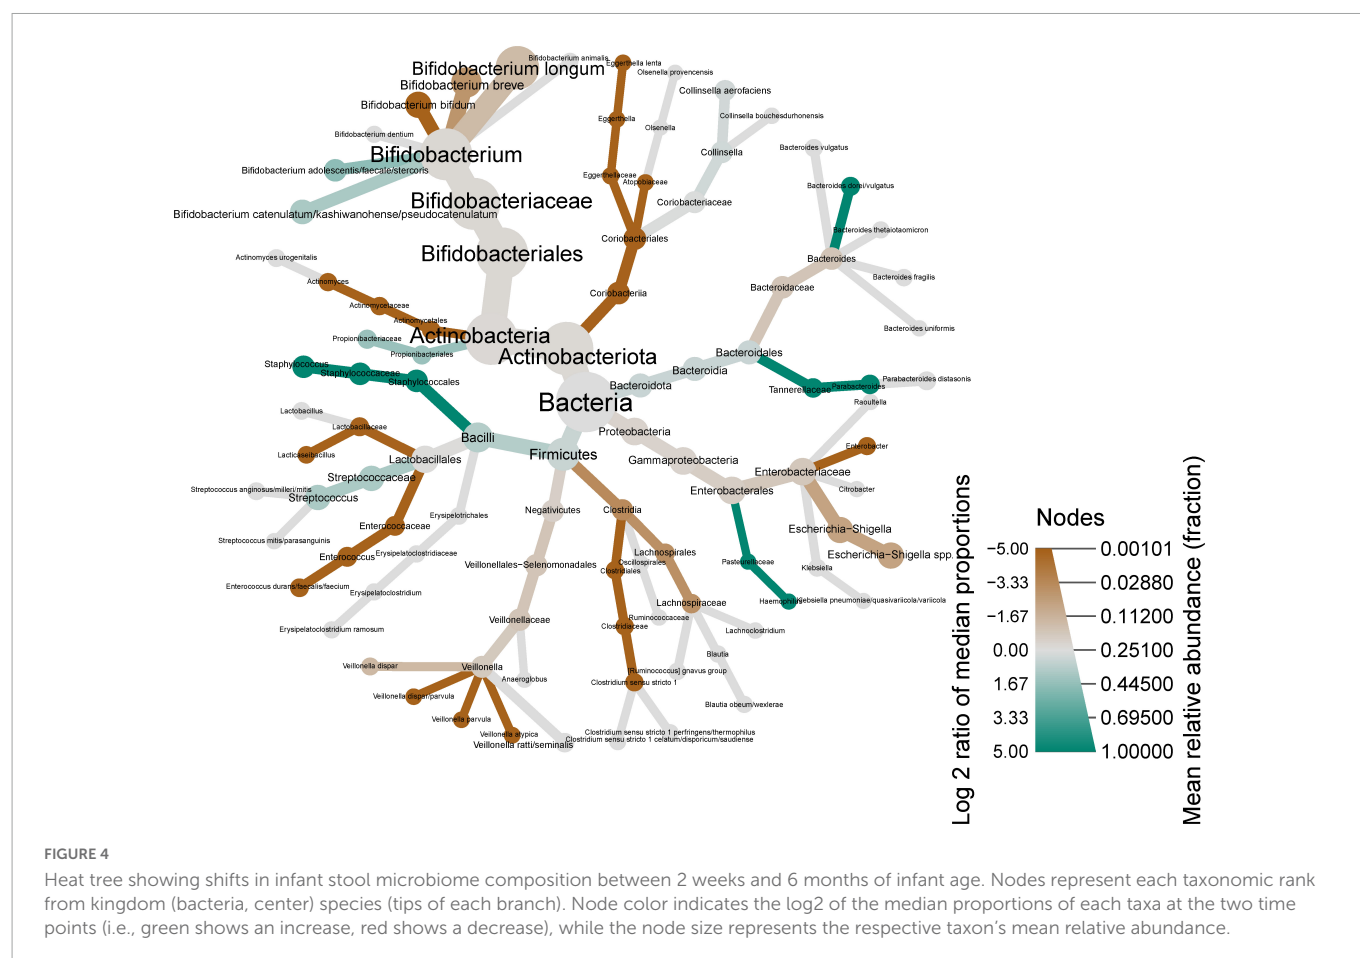 Bifidobacterium animalis
Bifidobacterium longum
Eggerthella lenta
Olsenella provencensis
Bifidobacterium breve
Collinsella aerofaciens
Bifidobacterium bifidum
Collinsella bouchesdurhonensis
Eggerthella
Olsenella
Bifidobacterium dentium
Bacteroides vulgatus
Bifidobacterium
Collinsella
Bifidobacterium adolescentis/faecale/stercoris
Eggerthellaceae
Atopobiaceae
Bacteroides dorei/vulgatus
Bifidobacteriaceae
Coriobacteriaceae
Bifidobacterium catenulatum/kashiwanohense/pseudocatenulatum
Bacteroides thetaiotaomicron
Coriobacteriales
Bifidobacteriales
Actinomyces urogenitalis
Bacteroides
Bacteroides fragilis
Actinomyces
Bacteroidaceae
Coriobacteriia
Actinomycetaceae
Actinomycetales
Bacteroides uniformis
Actinobacteria
Propionibacteriaceae
Propionibacteriales
Actinobacteriota
Bacteroidales
Staphylococcus
Staphylococcaceae
Staphylococcales
Bacteroidia
Bacteroidota
Tannerellaceae
Parabacteroides
Parabacteroides distasonis
Bacteria
Raoultella
Lactobacillus
Lactobacillaceae
Proteobacteria
Bacilli
Enterobacter
Lacticaseibacillus
Lactobacillales
Firmicutes
Gammaproteobacteria
Enterobacteriaceae
Streptococcaceae
Streptococcus anginosus/milleri/mitis
Streptococcus
Enterobacterales
Citrobacter
Negativicutes
Clostridia
Erysipelotrichales
Enterococcaceae
Escherichia−Shigella
Streptococcus mitis/parasanguinis
Erysipelatoclostridiaceae
Enterococcus
Lachnospirales
Oscillospirales
Escherichia−Shigella spp.
Veillonellales−Selenomonadales
Clostridiales
Pasteurellaceae
Klebsiella
Enterococcus durans/faecalis/faecium
Erysipelatoclostridium
Lachnospiraceae
Haemophilus
Klebsiella pneumoniae/quasivariicola/variicola
Veillonellaceae
Ruminococcaceae
Clostridiaceae
Erysipelatoclostridium ramosum
Lachnoclostridium
Blautia
Veillonella dispar
Veillonella
Anaeroglobus
[Ruminococcus] gnavus group
Clostridium sensu stricto 1
Veillonella dispar/parvula
Blautia obeum/wexlerae
Veillonella parvula
Veillonella atypica
Veillonella ratti/seminalis
Clostridium sensu stricto 1 perfringens/thermophilus
Clostridium sensu stricto 1 celatum/disporicum/saudiense
Nodes
Log 2 ratio of median proportions
Mean relative abundance (fraction)
−5.00 0.00101
−3.33 0.02880
−1.67 0.11200
0.00 0.25100
1.67 0.44500
3.33 0.69500
5.00 1.00000
FIGURE 4
Heat tree showing shifts in infant stool microbiome composition between 2 weeks and 6 months of infant age. Nodes represent each taxonomic rank
from kingdom (bacteria, center) species (tips of each branch). Node color indicates the log2 of the median proportions of each taxa at the two time
points (i.e., green shows an increase, red shows a decrease), while the node size represents the respective taxon's mean relative abundance.